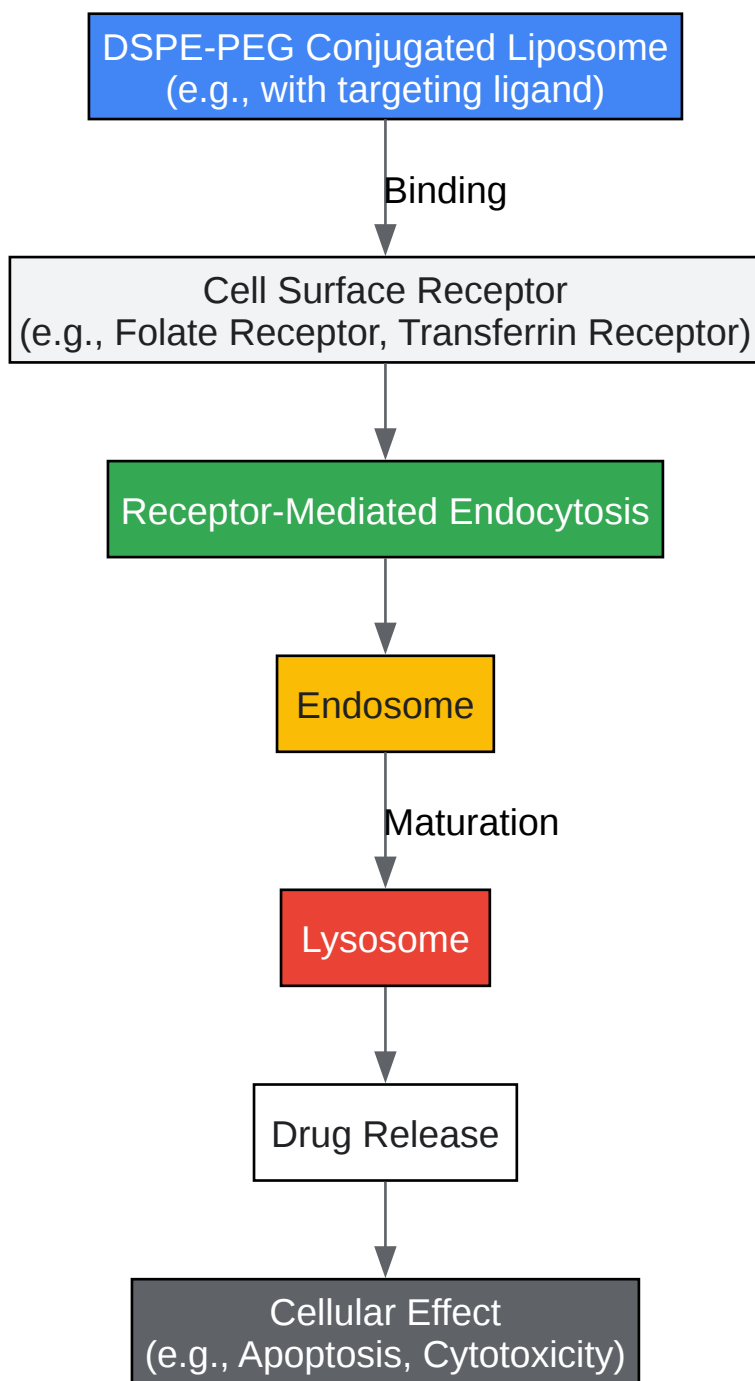 DSPE-PEG Conjugated Liposome
(e.g., with targeting ligand)
Binding
Cell Surface Receptor
(e.g., Folate Receptor, Transferrin Receptor)
Receptor-Mediated Endocytosis
Endosome
Maturation
Lysosome
Drug Release
Cellular Effect
(e.g., Apoptosis, Cytotoxicity)